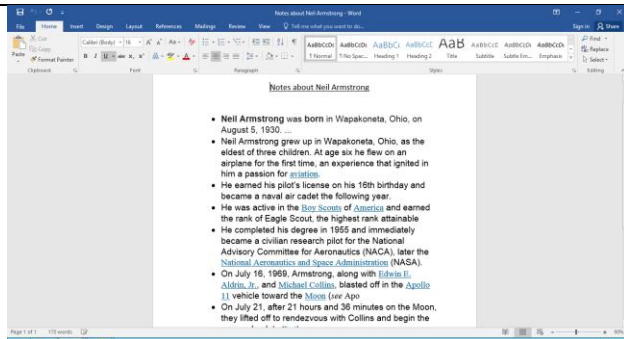 Notes about Neil Armstrong - Word
Sign in Share
File Home Insert Design Layout References Mailings Review View Tell me what you want to do...
Paste
Cut
Copy
Format Painter
Clipboard
Calibri (Body) 16
Font
Paragraph
AaBbCcDc AaBbCcDc AaBbCc AaBbCcC AaB AaBbCcC AaBbCcDc AaBbCcDc
1 Normal 1 No Spac... Heading 1 Heading 2 Title Subtitle Subtle Em... Emphasis
Styles
Find
Replace
Select
Editing
Notes about Neil Armstrong
• Neil Armstrong was born in Wapakoneta, Ohio, on
August 5, 1930. ...
• Neil Armstrong grew up in Wapakoneta, Ohio, as the
eldest of three children. At age six he flew on an
airplane for the first time, an experience that ignited in
him a passion for aviation.
• He earned his pilot's license on his 16th birthday and
became a naval air cadet the following year.
• He was active in the Boy Scouts of America and earned
the rank of Eagle Scout, the highest rank attainable
• He completed his degree in 1955 and immediately
became a civilian research pilot for the National
Advisory Committee for Aeronautics (NACA), later the
National Aeronautics and Space Administration (NASA).
• On July 16, 1969, Armstrong, along with Edwin E.
Aldrin, Jr., and Michael Collins, blasted off in the Apollo
11 vehicle toward the Moon (see Apo
• On July 21, after 21 hours and 36 minutes on the Moon,
they lifted off to rendezvous with Collins and begin the
Page 1 of 1 173 words
90%